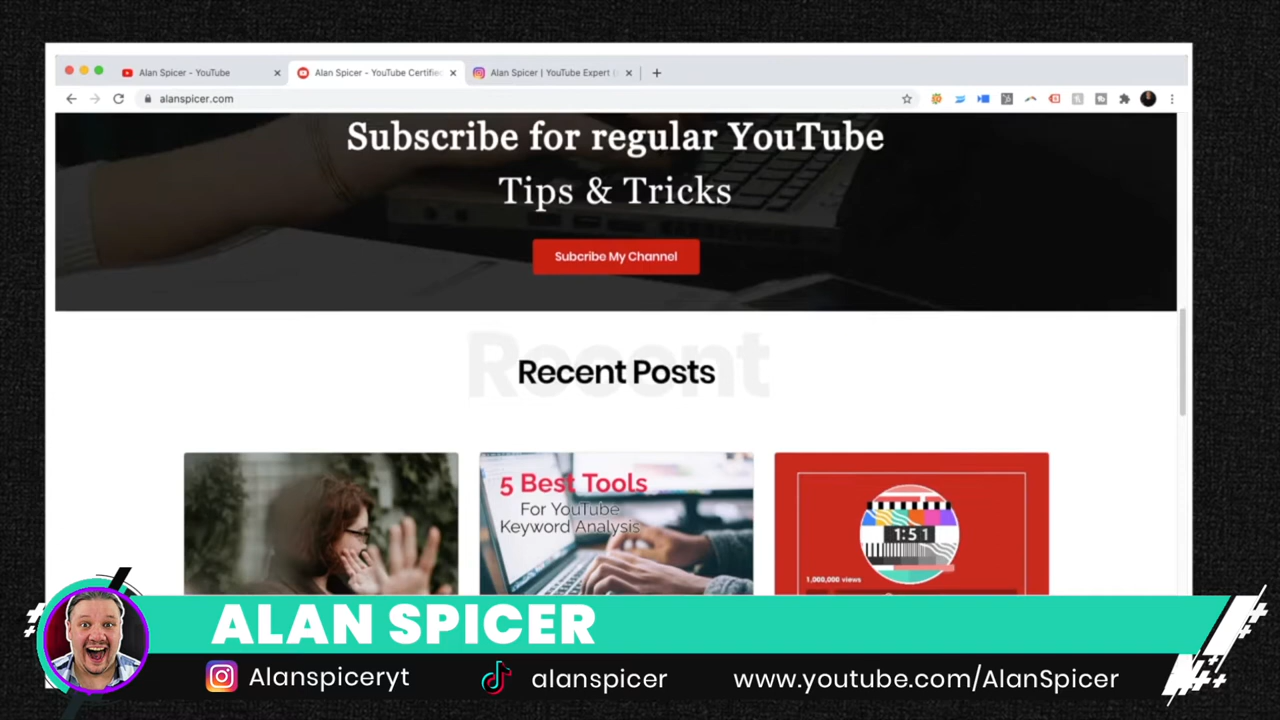 Alan Spicer - YouTube
Alan Spicer - YouTube Certifie
Alan Spicer | YouTube Expert (
alanspicer.com
Subscribe for regular YouTube
Tips & Tricks
Subcribe My Channel
Recent
Recent Posts
5 Best Tools
For YouTube
Keyword Analysis
1:51
1,000,000 views
ALAN SPICER
Alanspiceryt
alanspicer
www.youtube.com/AlanSpicer